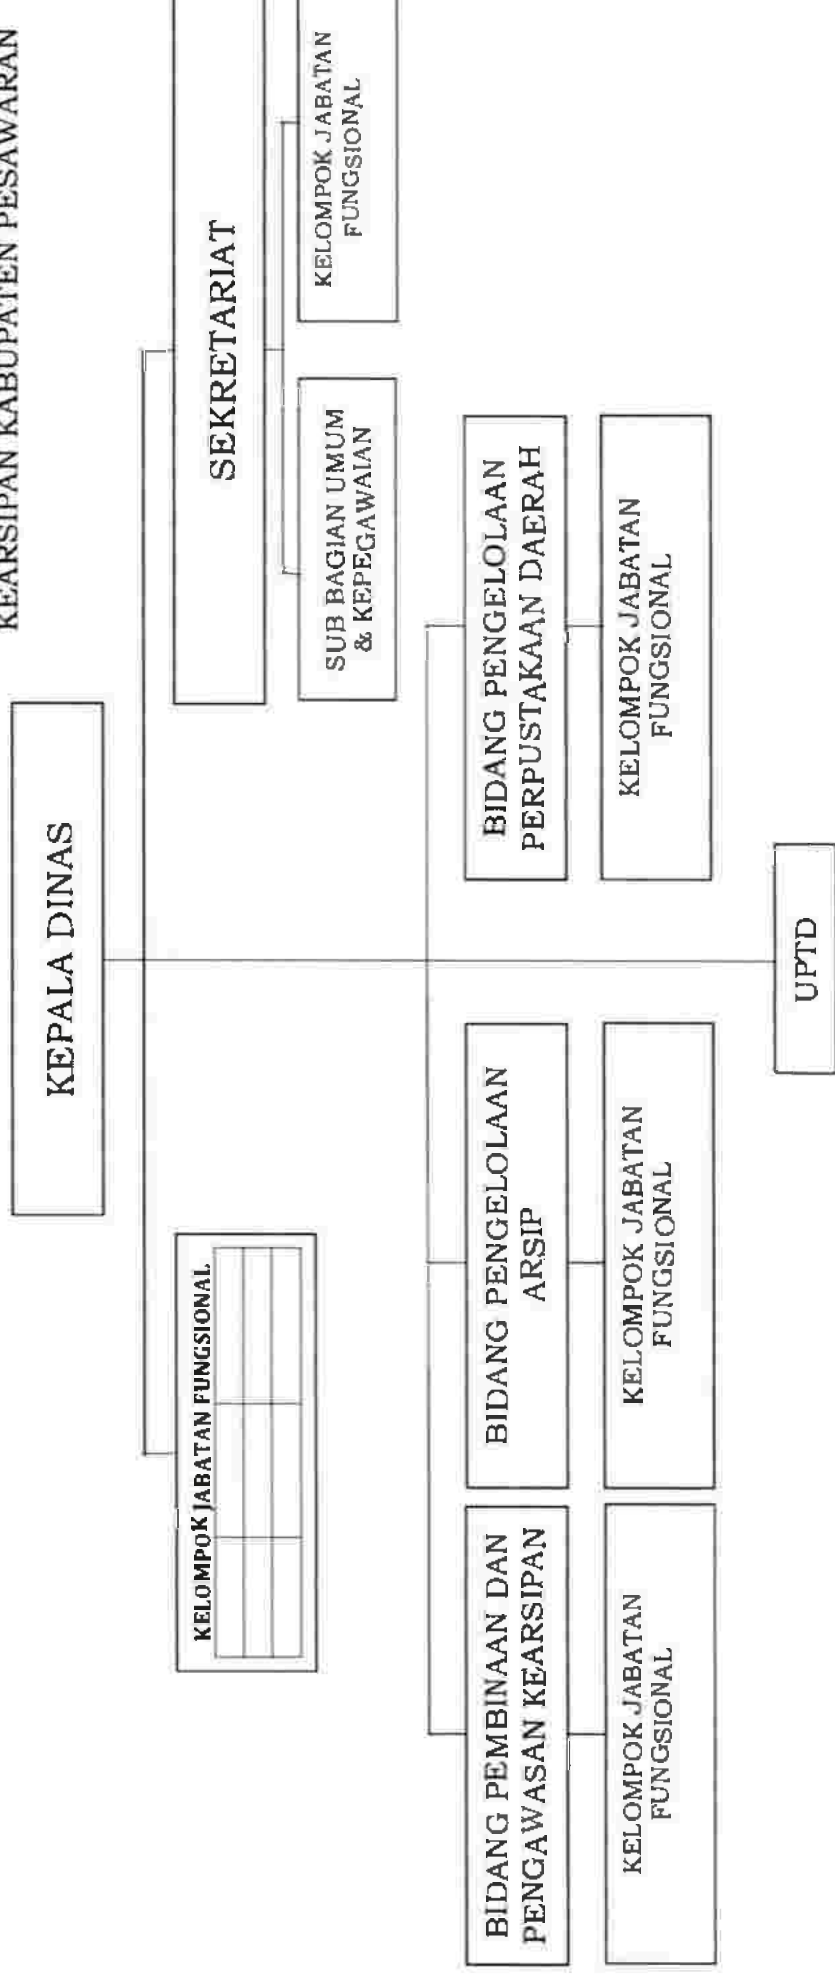 KEARSIPAN KABUPATEN PESAWARAN
KEPALA DINAS
KELOMPOK JABATAN FUNGSIONAL
SEKRETARIAT
SUB BAGIAN UMUM
& KEPEGAWAIAN
KELOMPOK JABATAN
FUNGSIONAL
BIDANG PEMBINAAN DAN
PENGAWASAN KEARSIPAN
BIDANG PENGELOLAAN
ARSIP
BIDANG PENGELOLAAN
PERPUSTAKAAN DAERAH
KELOMPOK JABATAN
FUNGSIONAL
KELOMPOK JABATAN
FUNGSIONAL
KELOMPOK JABATAN
FUNGSIONAL
UPTD